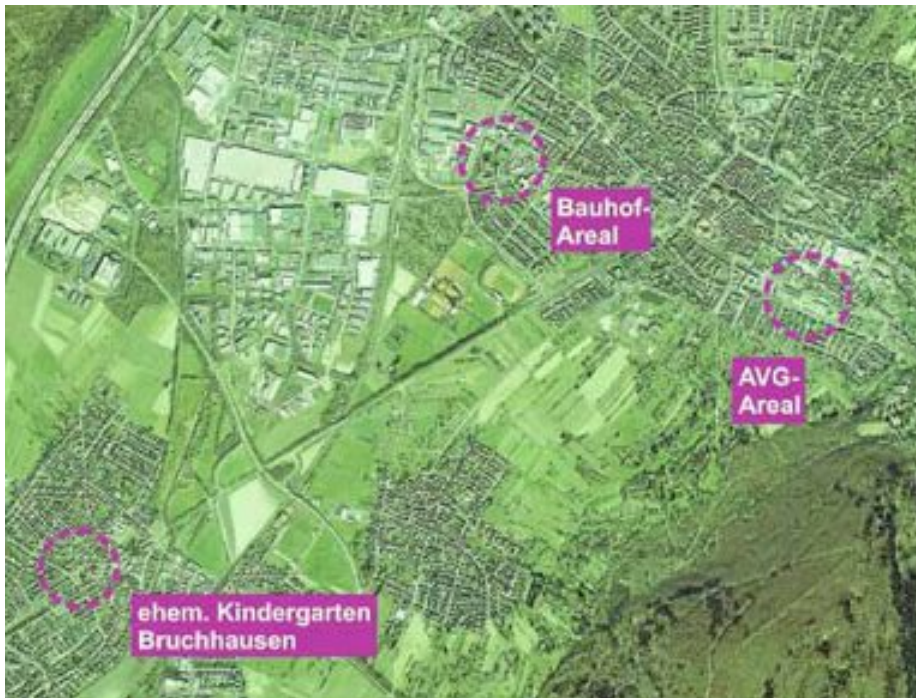 Bauhof-
Areal
AVG-
Areal
ehem. Kindergarten
Bruchhausen